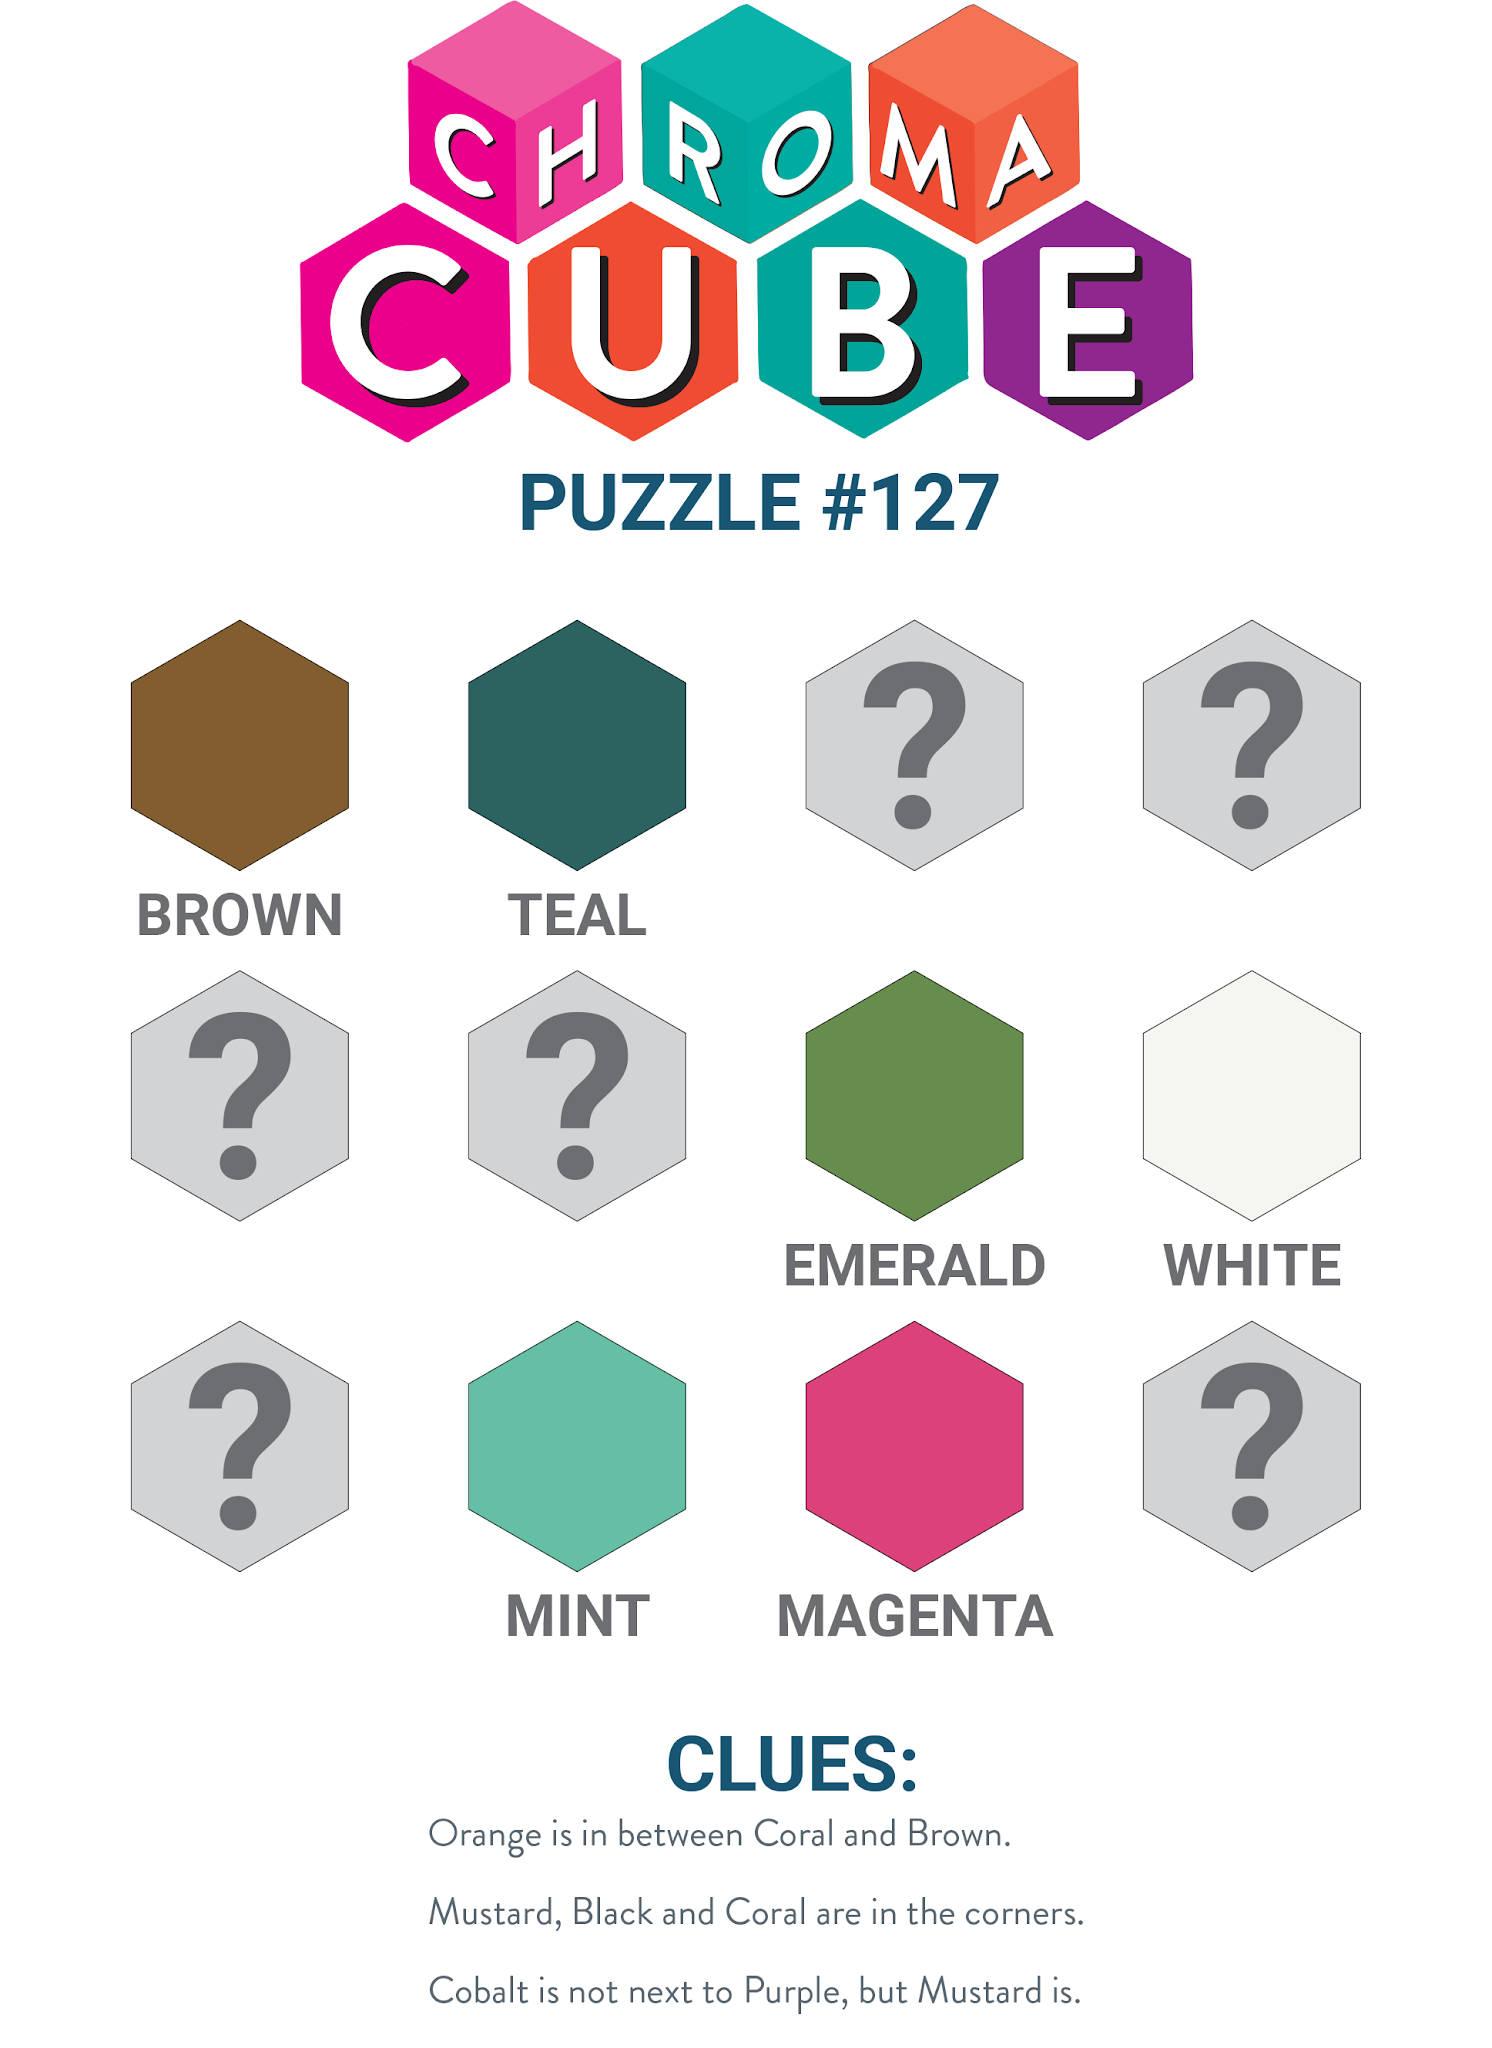 CHROMA
CUBE
PUZZLE #127
?
?
BROWN
TEAL
?
?
EMERALD
WHITE
?
?
MINT
MAGENTA
CLUES:
Orange is in between Coral and Brown.
Mustard, Black and Coral are in the corners.
Cobalt is not next to Purple, but Mustard is.